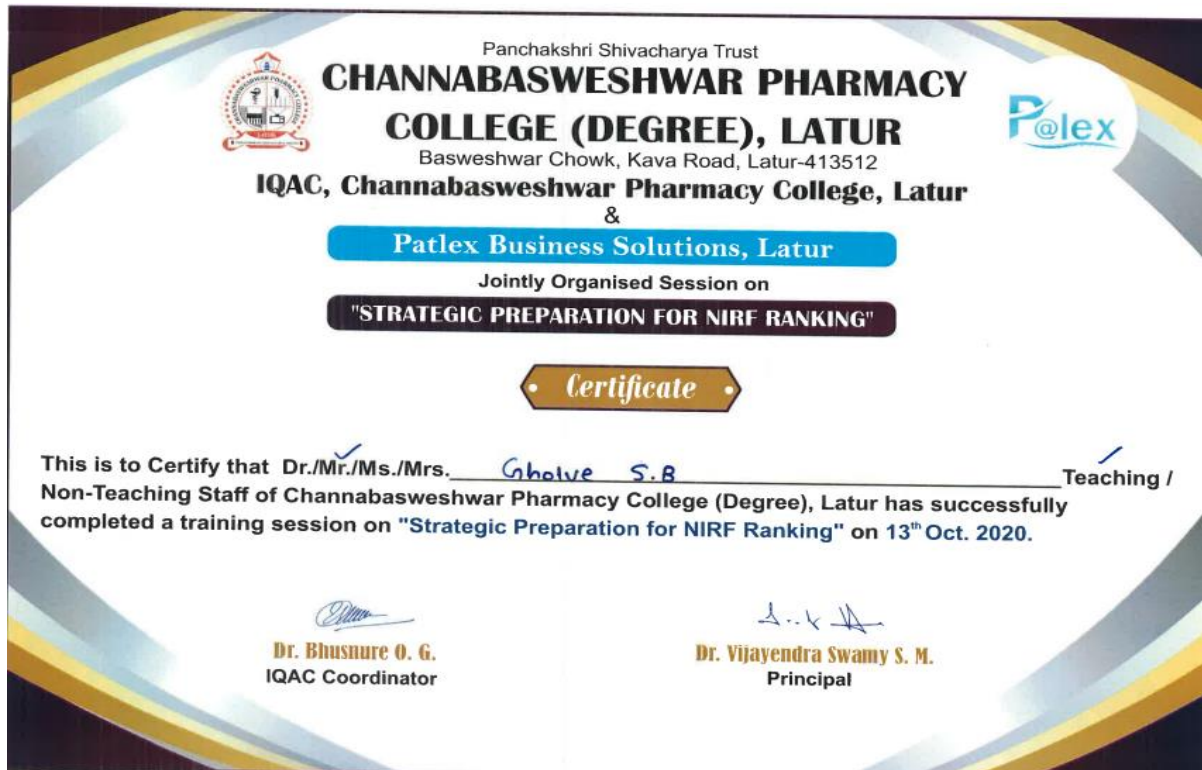 Panchakshri Shivacharya Trust
CHANNABASWESHWAR PHARMACY
COLLEGE (DEGREE), LATUR
P@lex
Basweshwar Chowk, Kava Road, Latur-413512
IQAC, Channabasweshwar Pharmacy College, Latur
&
Patlex Business Solutions, Latur
Jointly Organised Session on
"STRATEGIC PREPARATION FOR NIRF RANKING"
Certificate
This is to Certify that Dr./Mr./Ms./Mrs. Gholve S.B Teaching /
Non-Teaching Staff of Channabasweshwar Pharmacy College (Degree), Latur has successfully
completed a training session on "Strategic Preparation for NIRF Ranking" on 13th Oct. 2020.
Dr. Bhusnure O. G.
IQAC Coordinator
Dr. Vijayendra Swamy S. M.
Principal